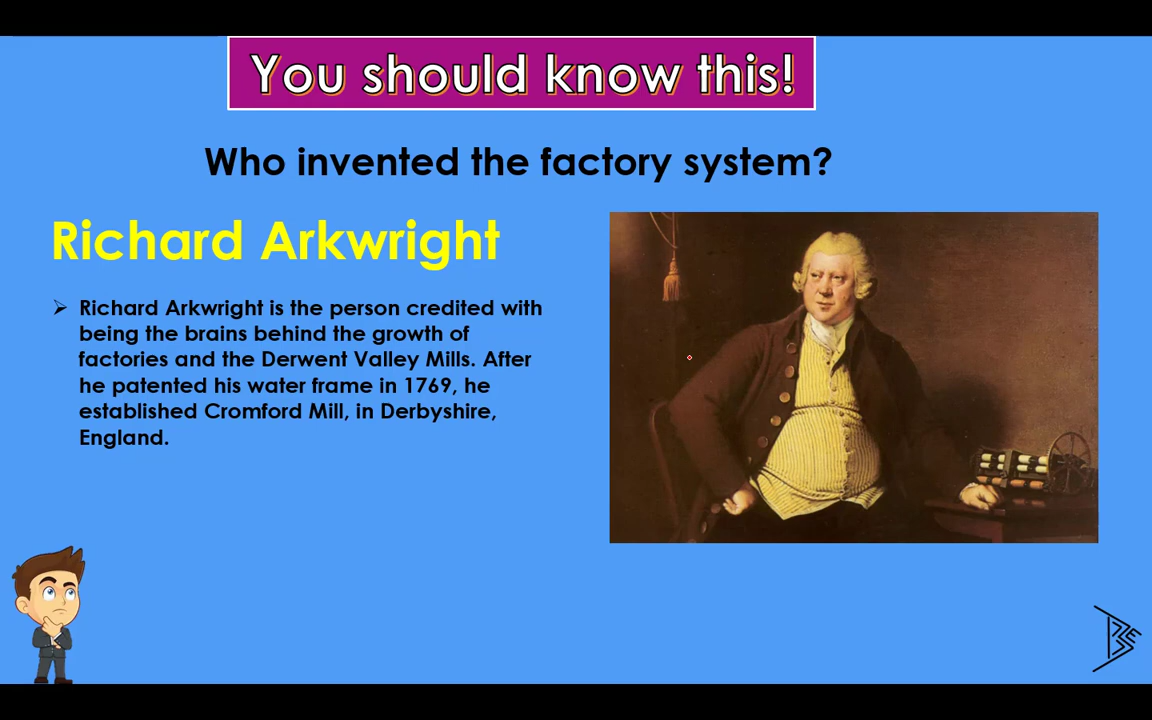 You should know this!
Who invented the factory system?
Richard Arkwright
Richard Arkwright is the person credited with
being the brains behind the growth of
factories and the Derwent Valley Mills. After
he patented his water frame in 1769, he
established Cromford Mill, in Derbyshire,
England.